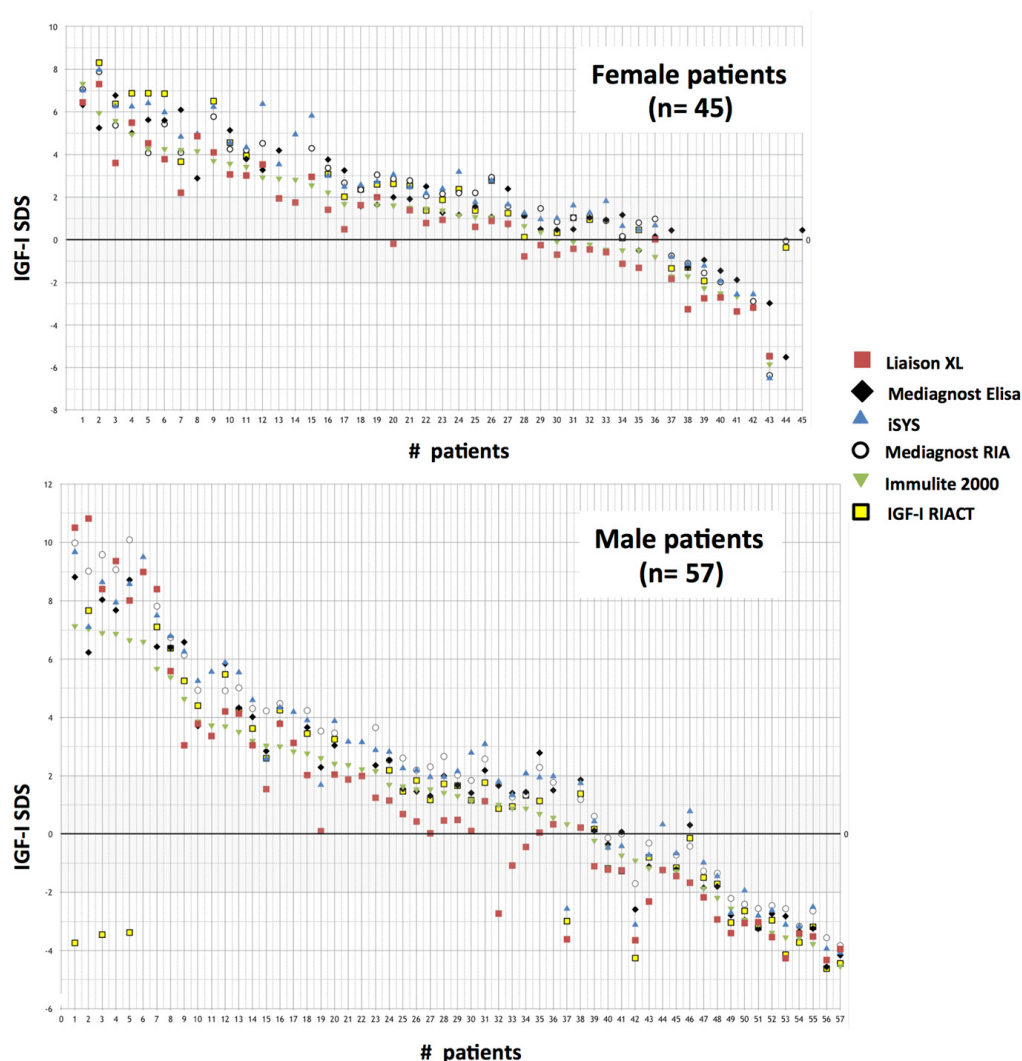 10
8
6
4
2
0
-2
-4
-6
-8
0
IGF-I SDS
Female patients
(n= 45)
1 2 3 4 5 6 7 8 9 10 11 12 13 14 15 16 17 18 19 20 21 22 23 24 25 26 27 28 29 30 31 32 33 34 35 36 37 38 39 40 41 42 43 44 45
# patients
Liaison XL
Mediagnost Elisa
iSYS
Mediagnost RIA
Immulite 2000
IGF-I RIACT
12
10
8
6
4
2
0
-2
-4
-6
0
IGF-I SDS
Male patients
(n= 57)
0 1 2 3 4 5 6 7 8 9 10 11 12 13 14 15 16 17 18 19 20 21 22 23 24 25 26 27 28 29 30 31 32 33 34 35 36 37 38 39 40 41 42 43 44 45 46 47 48 49 50 51 52 53 54 55 56 57
# patients